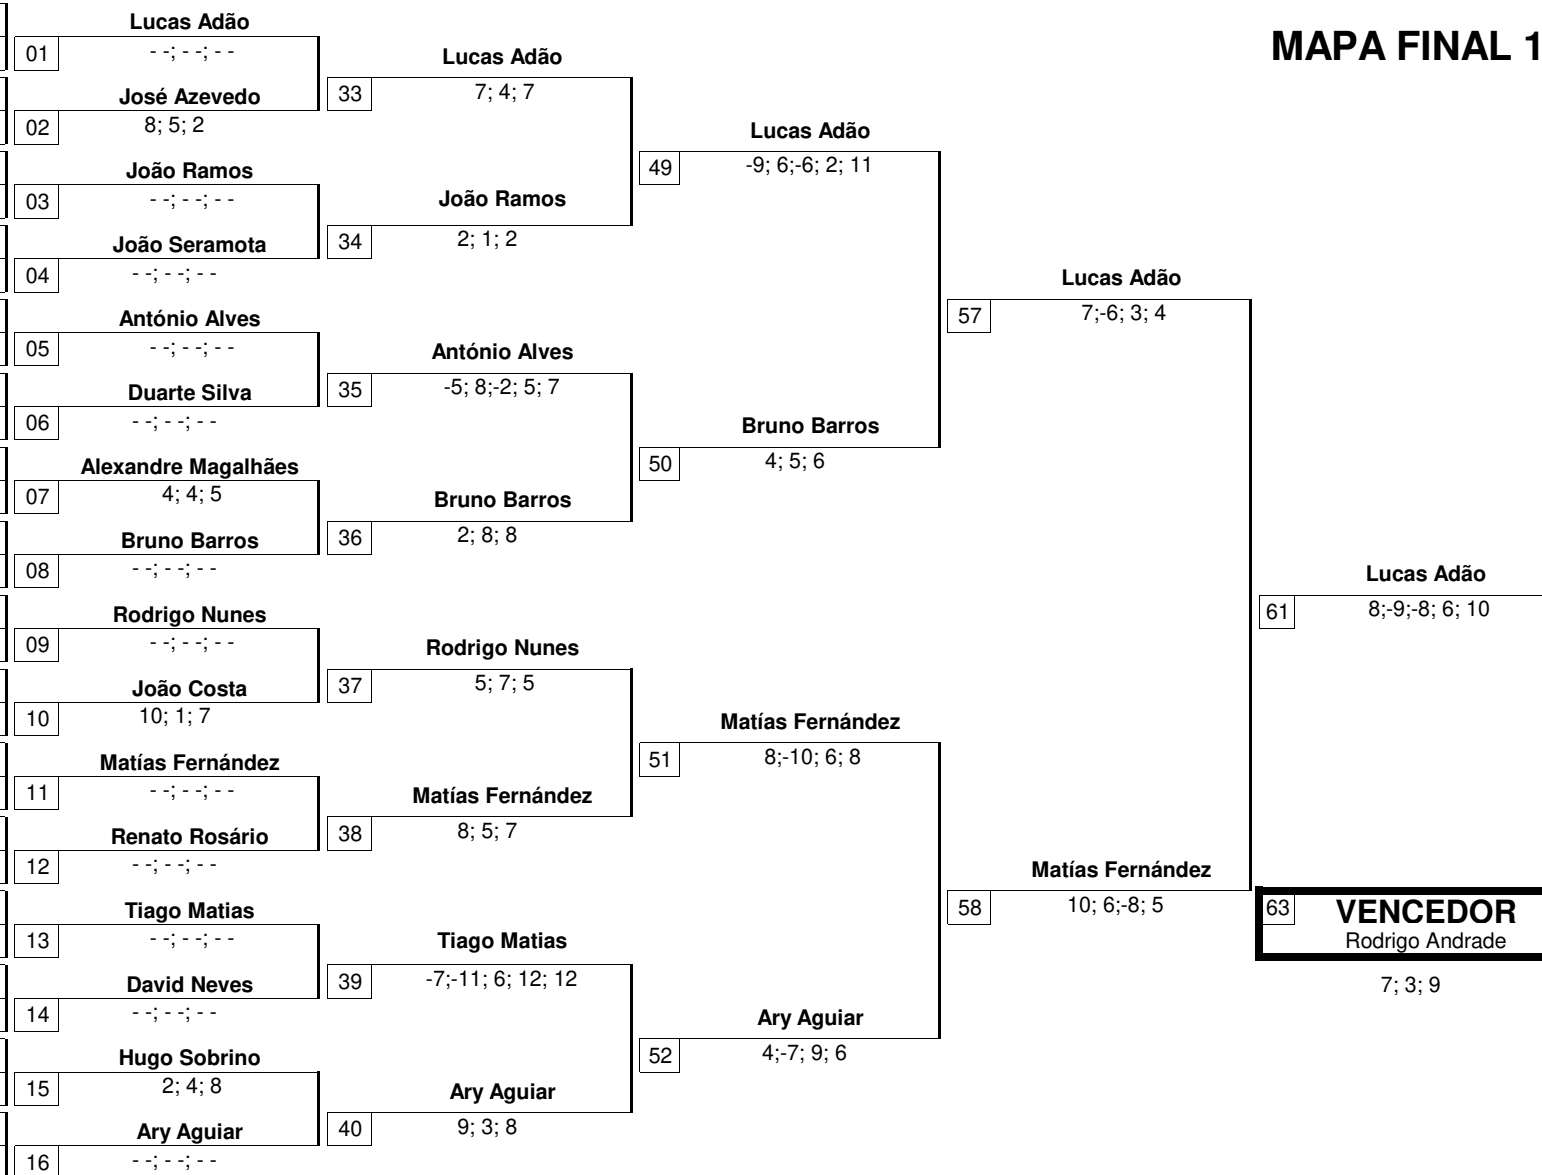 MAPA FINAL 1
Lucas Adão
01
- -; - -; - -
José Azevedo
02
8; 5; 2
João Ramos
03
- -; - -; - -
João Seramota
04
- -; - -; - -
António Alves
05
- -; - -; - -
Duarte Silva
06
- -; - -; - -
Alexandre Magalhães
07
4; 4; 5
Bruno Barros
08
- -; - -; - -
Rodrigo Nunes
09
- -; - -; - -
João Costa
10
10; 1; 7
Matías Fernández
11
- -; - -; - -
Renato Rosário
12
- -; - -; - -
Tiago Matias
13
- -; - -; - -
David Neves
14
- -; - -; - -
Hugo Sobrino
15
2; 4; 8
Ary Aguiar
16
- -; - -; - -
Lucas Adão
33
7; 4; 7
João Ramos
34
2; 1; 2
António Alves
35
-5; 8;-2; 5; 7
Bruno Barros
36
2; 8; 8
Rodrigo Nunes
37
5; 7; 5
Matías Fernández
38
8; 5; 7
Tiago Matias
39
-7;-11; 6; 12; 12
Ary Aguiar
40
9; 3; 8
Lucas Adão
49
-9; 6;-6; 2; 11
Bruno Barros
50
4; 5; 6
Matías Fernández
51
8;-10; 6; 8
Ary Aguiar
52
4;-7; 9; 6
Lucas Adão
57
7;-6; 3; 4
Matías Fernández
58
10; 6;-8; 5
Lucas Adão
61
8;-9;-8; 6; 10
63
VENCEDOR
Rodrigo Andrade
7; 3; 9